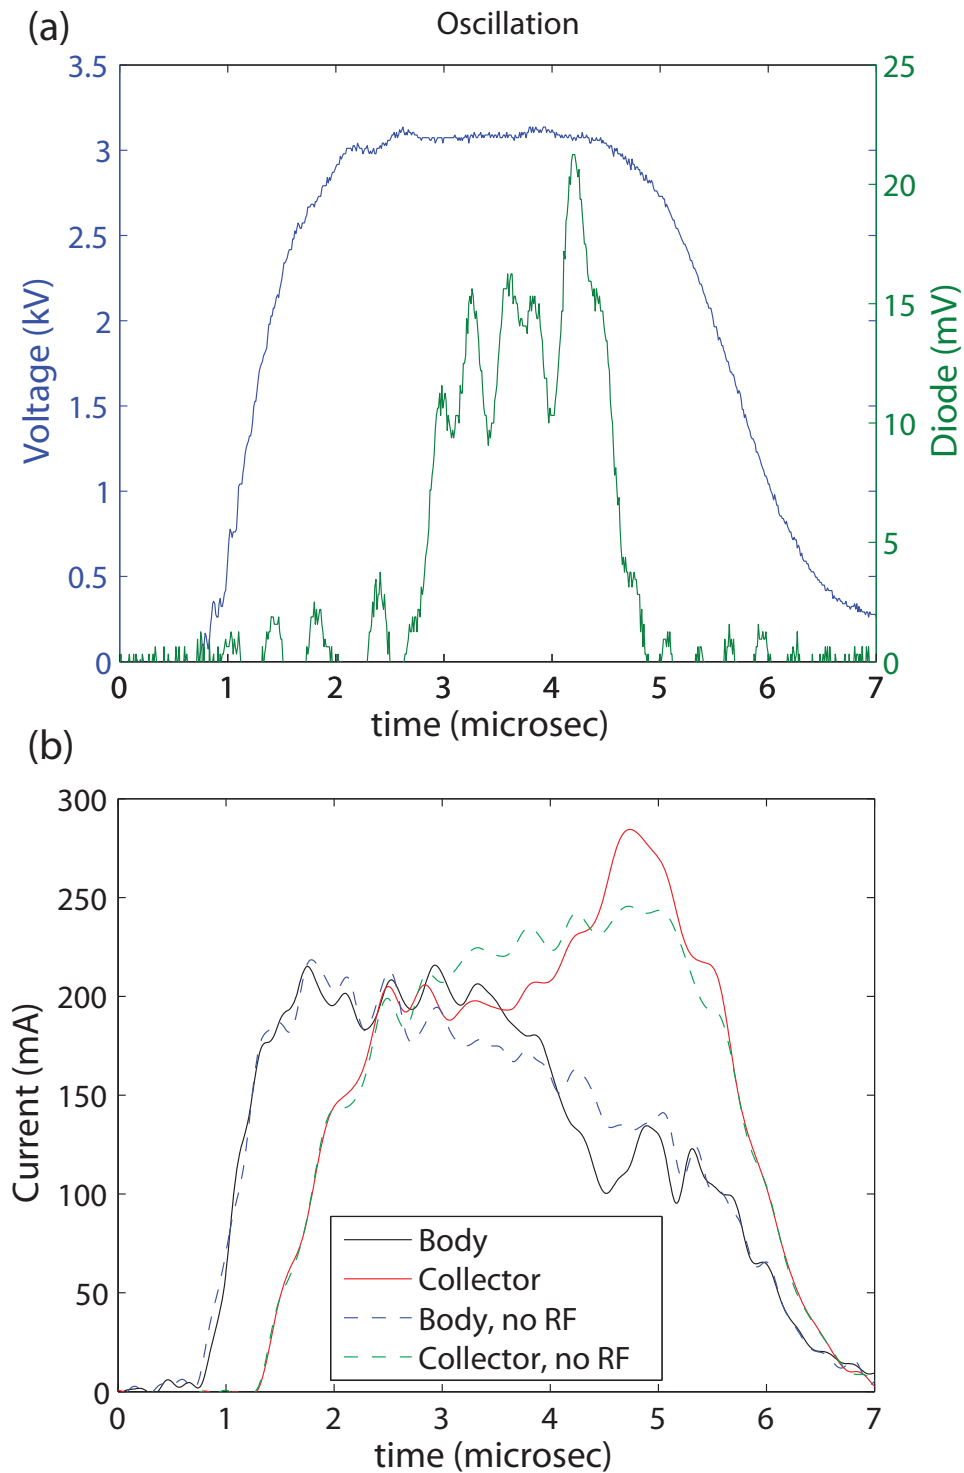 (a)
Oscillation
3.5
3
2.5
2
1.5
1
0.5
0
Voltage (kV)
25
20
15
10
5
0
Diode (mV)
0 1 2 3 4 5 6 7
time (microsec)
(b)
300
250
200
150
100
50
0
Current (mA)
Body
Collector
Body, no RF
Collector, no RF
0 1 2 3 4 5 6 7
time (microsec)